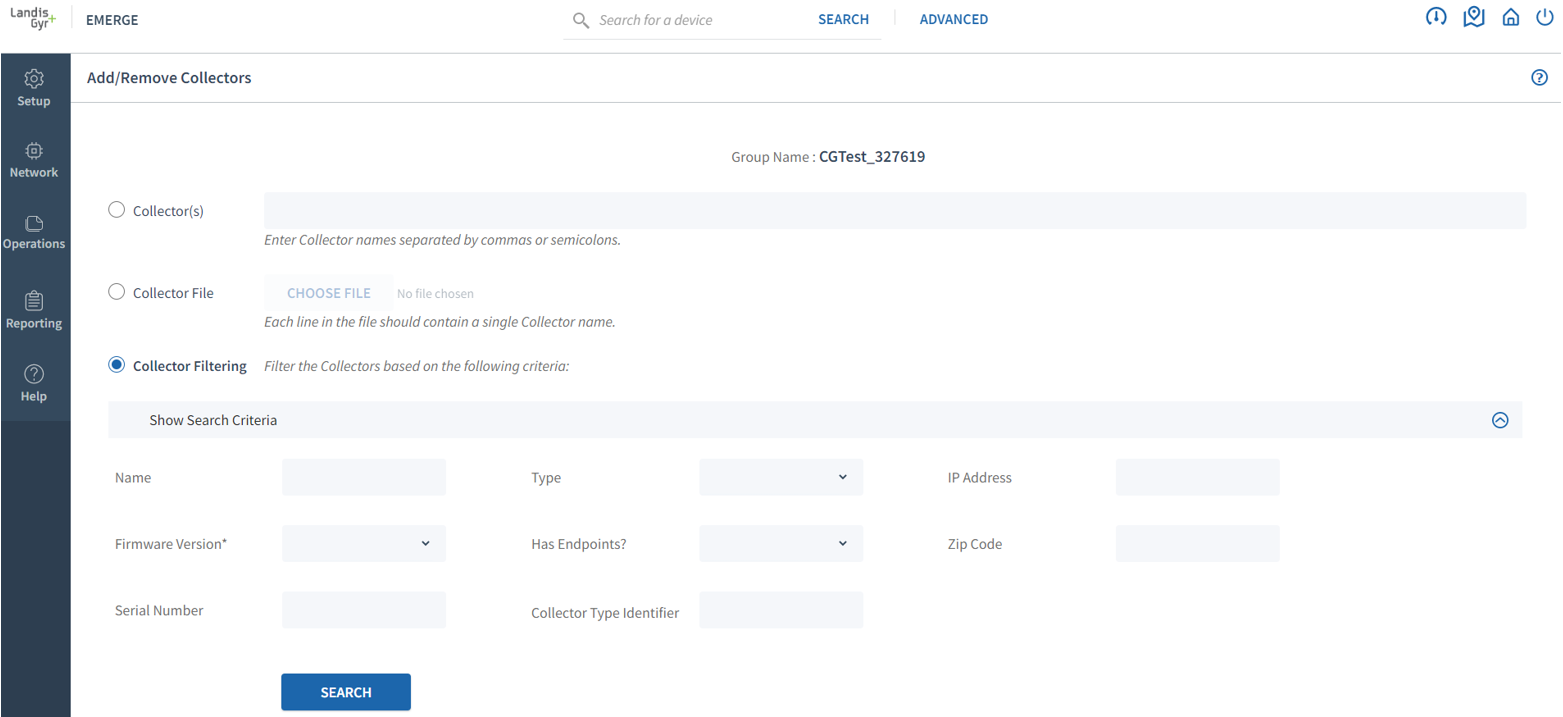 Landis
Gyr+
EMERGE
Search for a device
SEARCH
ADVANCED
Setup
Network
Operations
Reporting
Help
Add/Remove Collectors
Group Name : CGTest_327619
Collector(s)
Enter Collector names separated by commas or semicolons.
Collector File
CHOOSE FILE No file chosen
Each line in the file should contain a single Collector name.
Collector Filtering Filter the Collectors based on the following criteria:
Show Search Criteria
Name Type IP Address
Firmware Version* Has Endpoints? Zip Code
Serial Number Collector Type Identifier
SEARCH